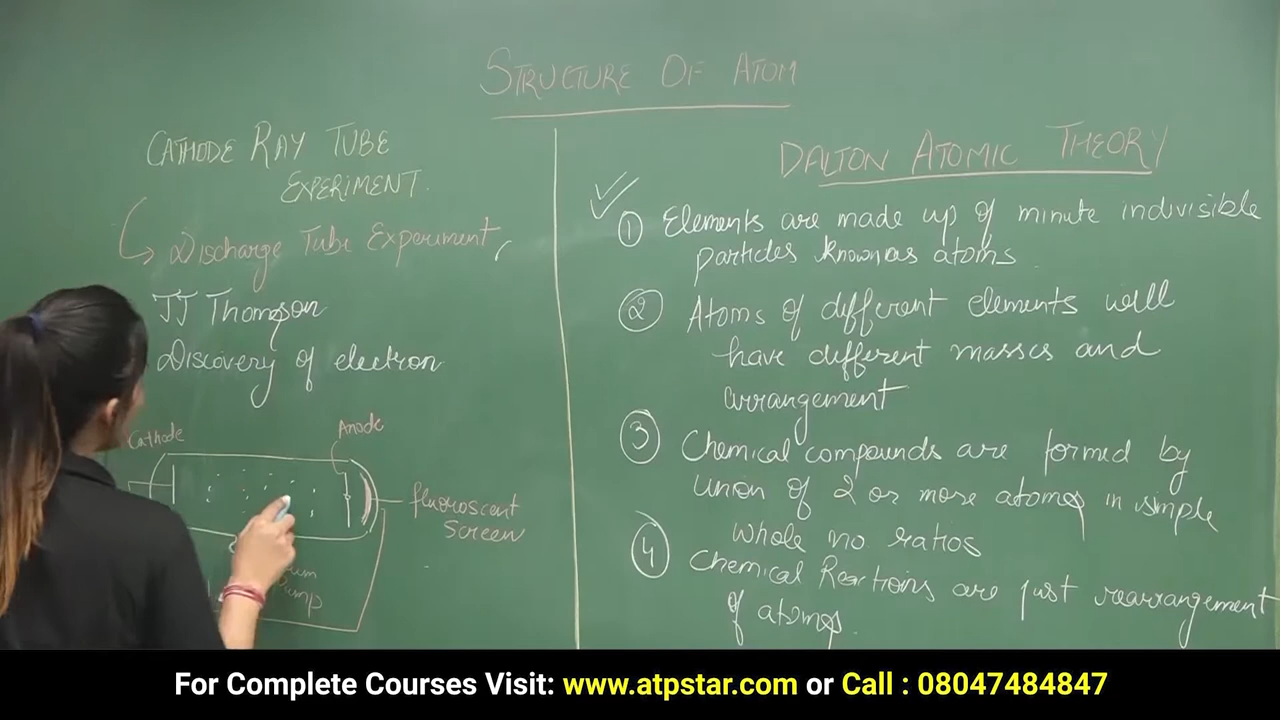 STRUCTURE OF ATOM
CATHODE RAY TUBE
EXPERIMENT.
Discharge Tube Experiment
JJ Thomson
Discovery of electron
Cathode
Anode
fluoroscent
Screen
Pump
DALTON ATOMIC THEORY
① Elements are made up of minute indivisible
particles known as atoms.
② Atoms of different elements will
have different masses and
arrangement
③ Chemical compounds are formed by
union of 2 or more atoms in simple
whole no ratios
④ Chemical Reactions are just rearrangement
of atoms.
For Complete Courses Visit: www.atpstar.com or Call : 08047484847